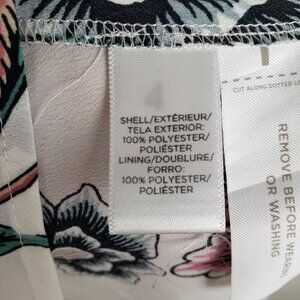 4
SHELL/EXTÉRIEUR/
TELA EXTERIOR:
100% POLYESTER/
POLIÉSTER
LINING/DOUBLURE/
FORRO:
100% POLYESTER/
POLIÉSTER
CUT ALONG DOTTED
REMOVE BEFORE WEARING
OR WASHING